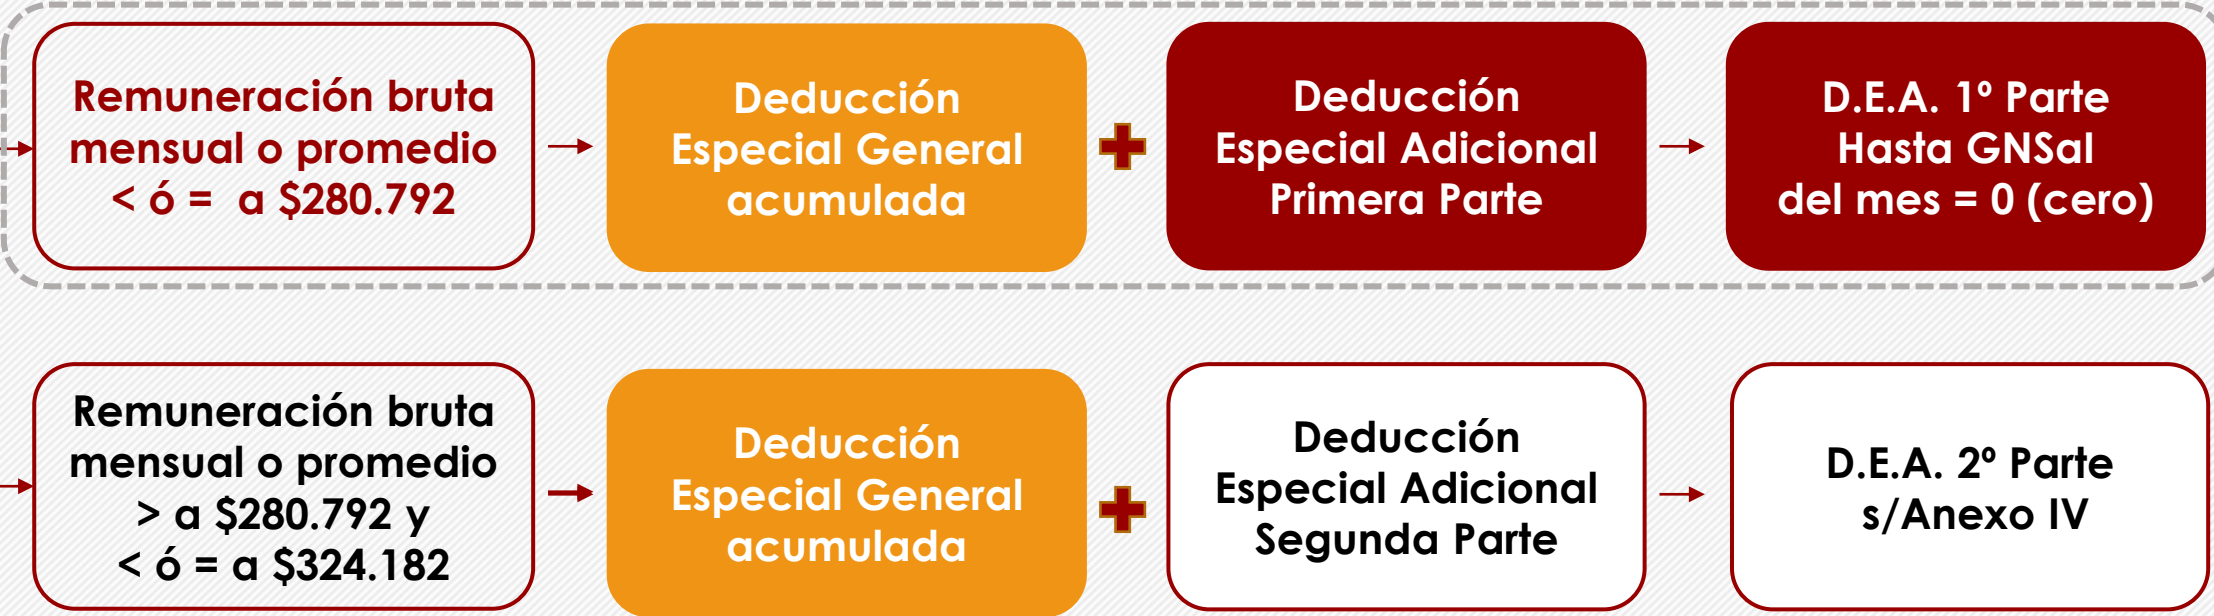 Remuneración bruta
mensual o promedio
< ó = a $280.792
Deducción
Especial General
acumulada
Deducción
Especial Adicional
Primera Parte
D.E.A. 1º Parte
Hasta GNSal
del mes = 0 (cero)
Remuneración bruta
mensual o promedio
> a $280.792 y
< ó = a $324.182
Deducción
Especial General
acumulada
Deducción
Especial Adicional
Segunda Parte
D.E.A. 2º Parte
s/Anexo IV